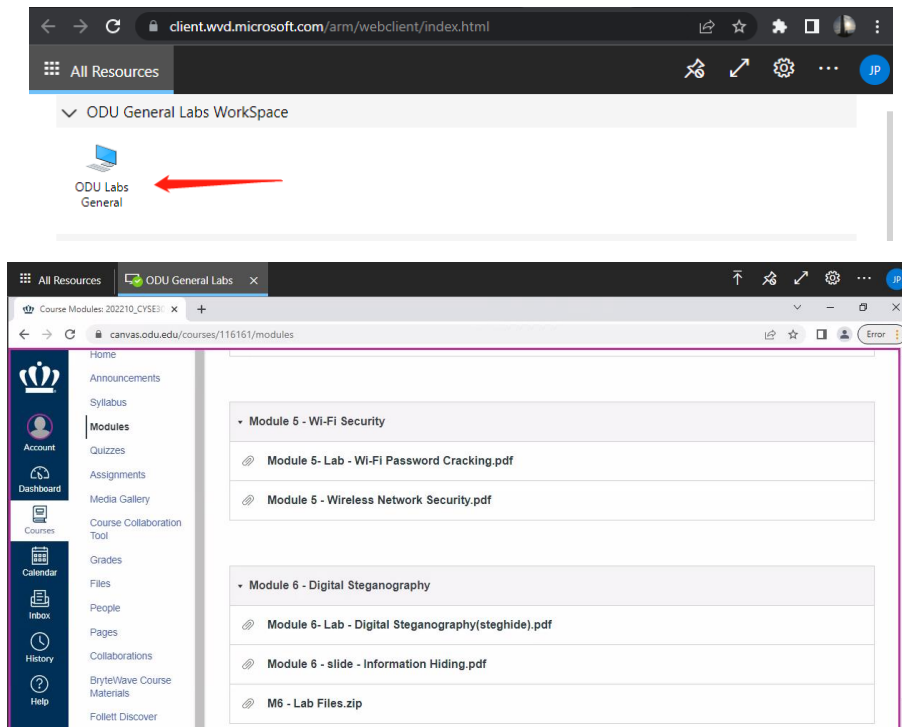 client.wvd.microsoft.com/arm/webclient/index.html
All Resources
JP
ODU General Labs WorkSpace
ODU Labs
General
All Resources
ODU General Labs
JP
Course Modules: 202210_CYSE3
canvas.odu.edu/courses/116161/modules
Error
Account
Dashboard
Courses
Calendar
Inbox
History
Help
Home
Announcements
Syllabus
Modules
Quizzes
Assignments
Media Gallery
Course Collaboration
Tool
Grades
Files
People
Pages
Collaborations
BryteWave Course
Materials
Follett Discover
Module 5 - Wi-Fi Security
Module 5- Lab - Wi-Fi Password Cracking.pdf
Module 5 - Wireless Network Security.pdf
Module 6 - Digital Steganography
Module 6- Lab - Digital Steganography(steghide).pdf
Module 6 - slide - Information Hiding.pdf
M6 - Lab Files.zip